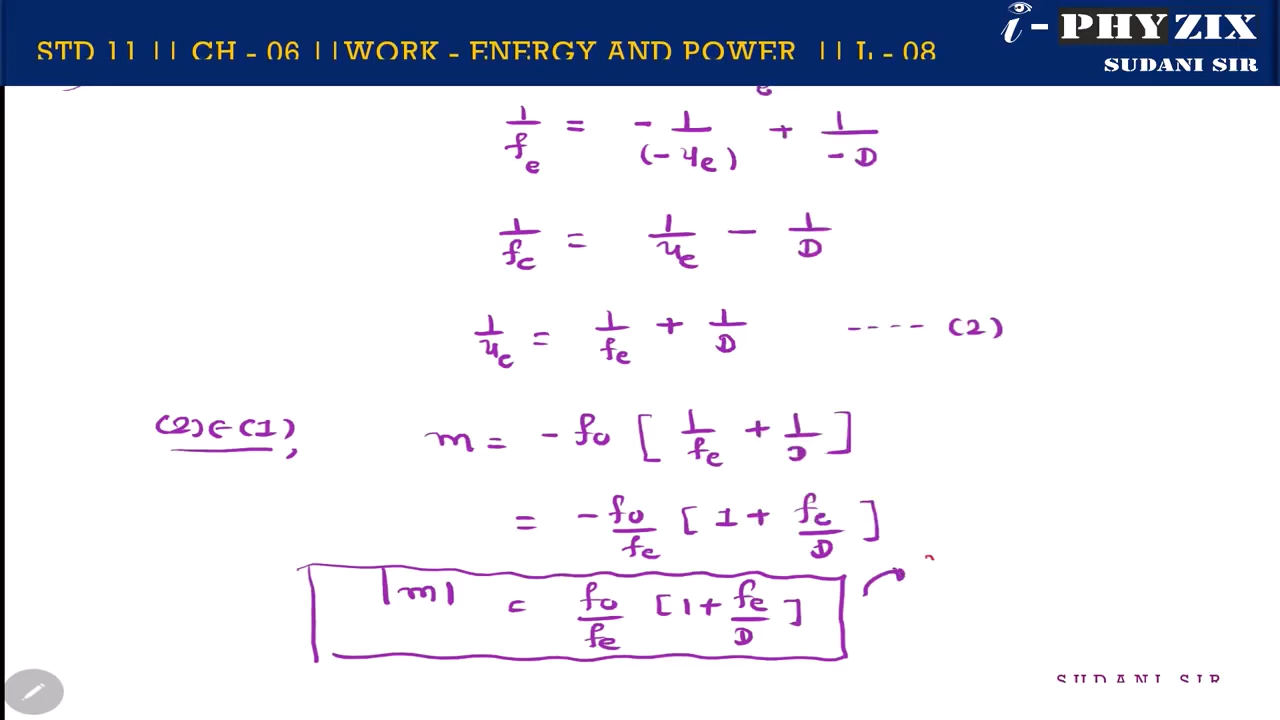 STD 11 || CH - 06 ||WORK - ENERGY AND POWER || L - 08
i - PHYZIX
SUDANI SIR
e
1/fe = - 1/(-ue) + 1/-D
1/fe = 1/ue - 1/D
1/ue = 1/fe + 1/D ---- (2)
(2)∈(1), m = - fo [ 1/fe + 1/D ]
= - fo/fe [ 1 + fe/D ]
|m| = fo/fe [1 + fe/D ]
SUDANI SIR